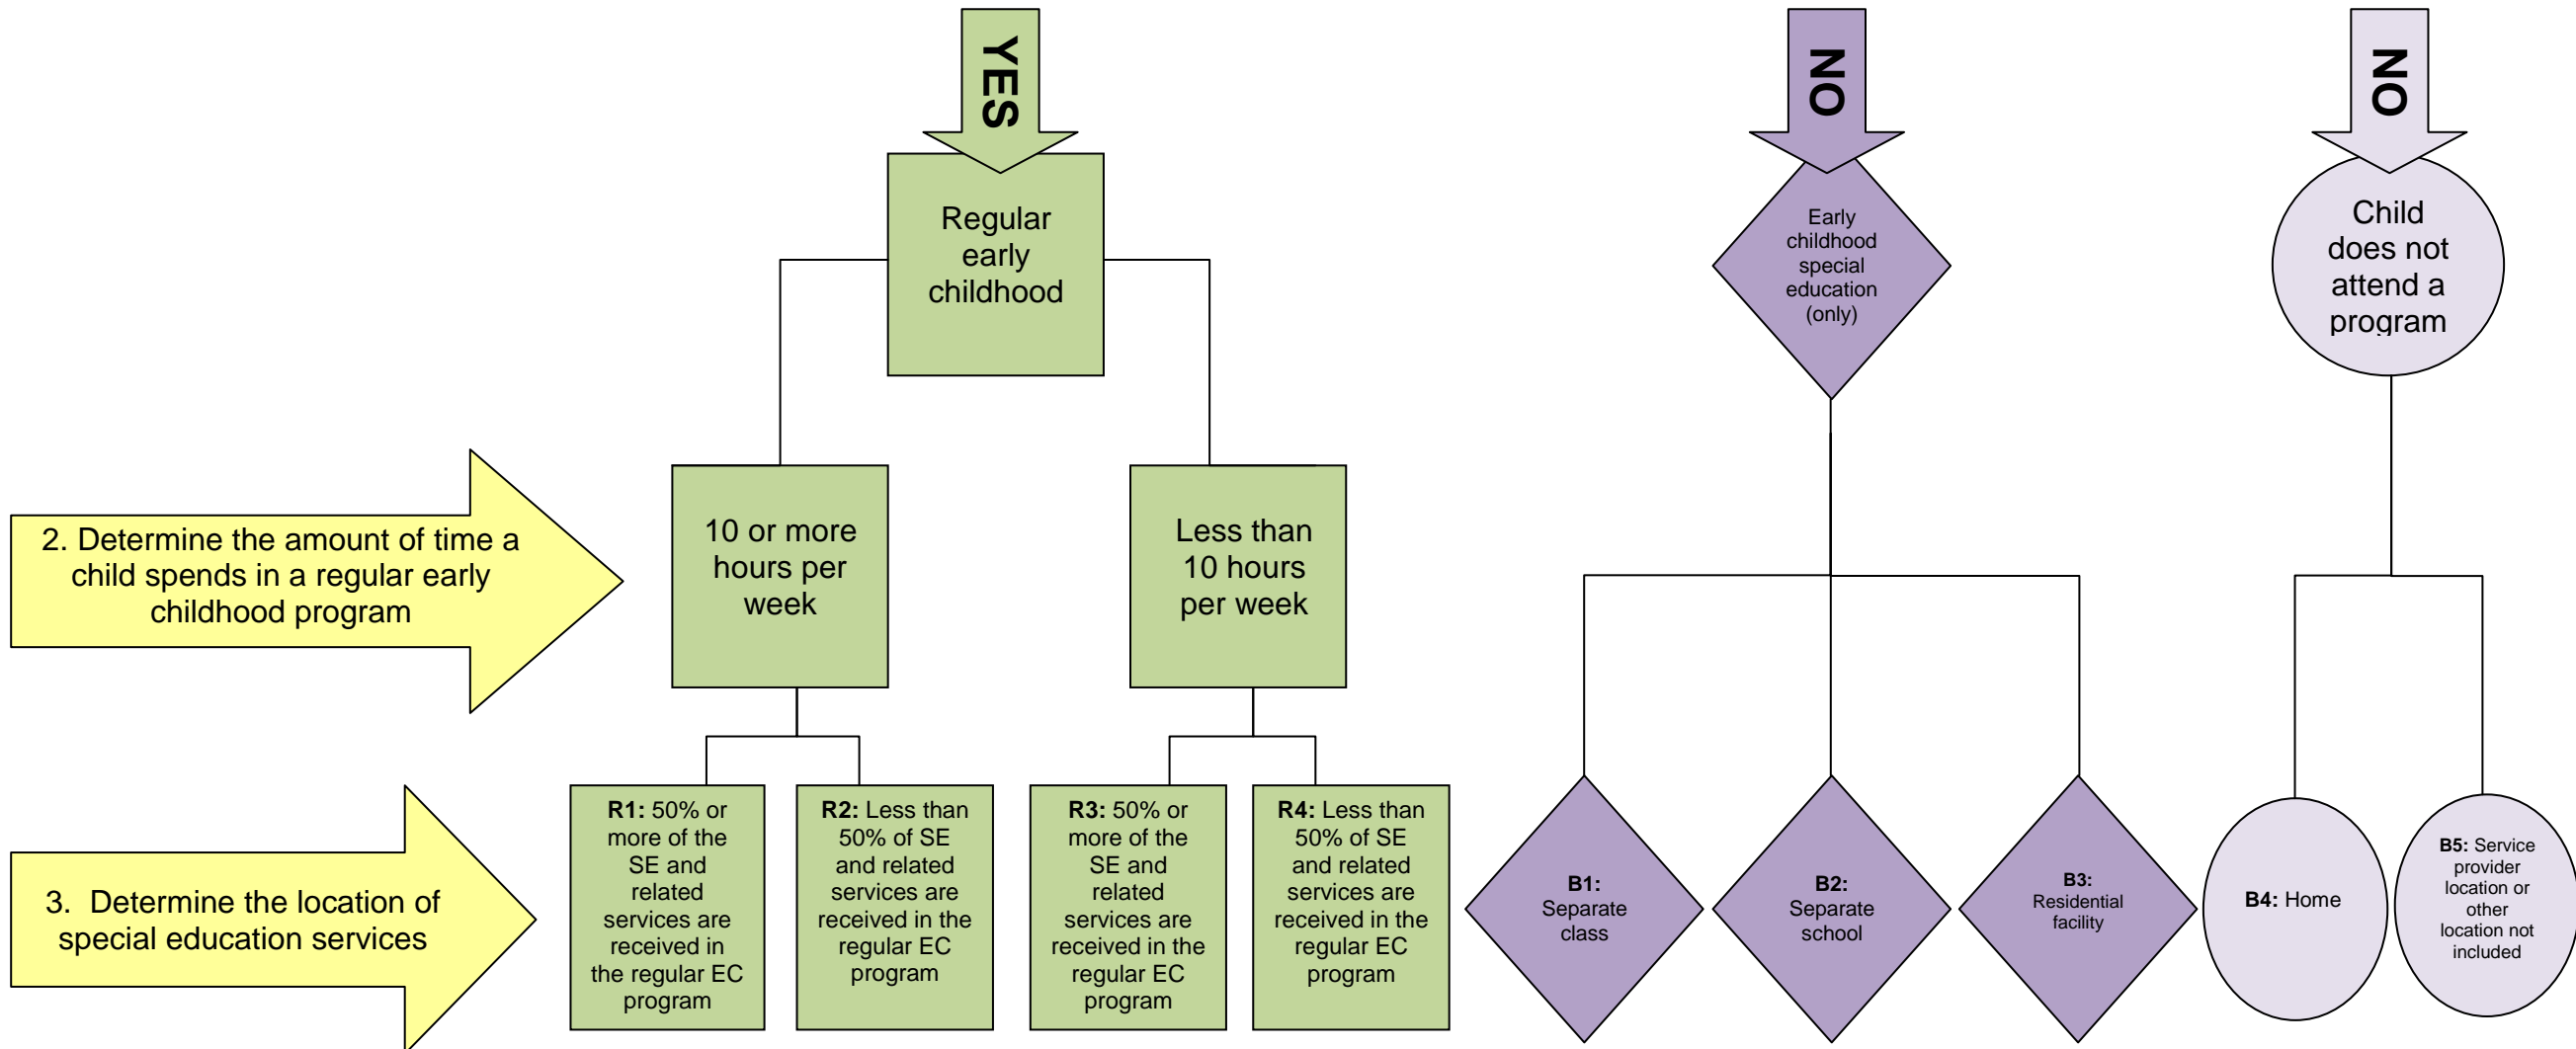 YES
NO
NO
Regular
early
childhood
Early
childhood
special
education
(only)
Child
does not
attend a
program
2. Determine the amount of time a
child spends in a regular early
childhood program
10 or more
hours per
week
Less than
10 hours
per week
3. Determine the location of
special education services
R1: 50% or
more of the
SE and
related
services are
received in
the regular EC
program
R2: Less than
50% of SE
and related
services are
received in the
regular EC
program
R3: 50% or
more of the
SE and
related
services are
received in the
regular EC
program
R4: Less than
50% of SE
and related
services are
received in the
regular EC
program
B1:
Separate
class
B2:
Separate
school
B3:
Residential
facility
B4: Home
B5: Service
provider
location or
other
location not
included